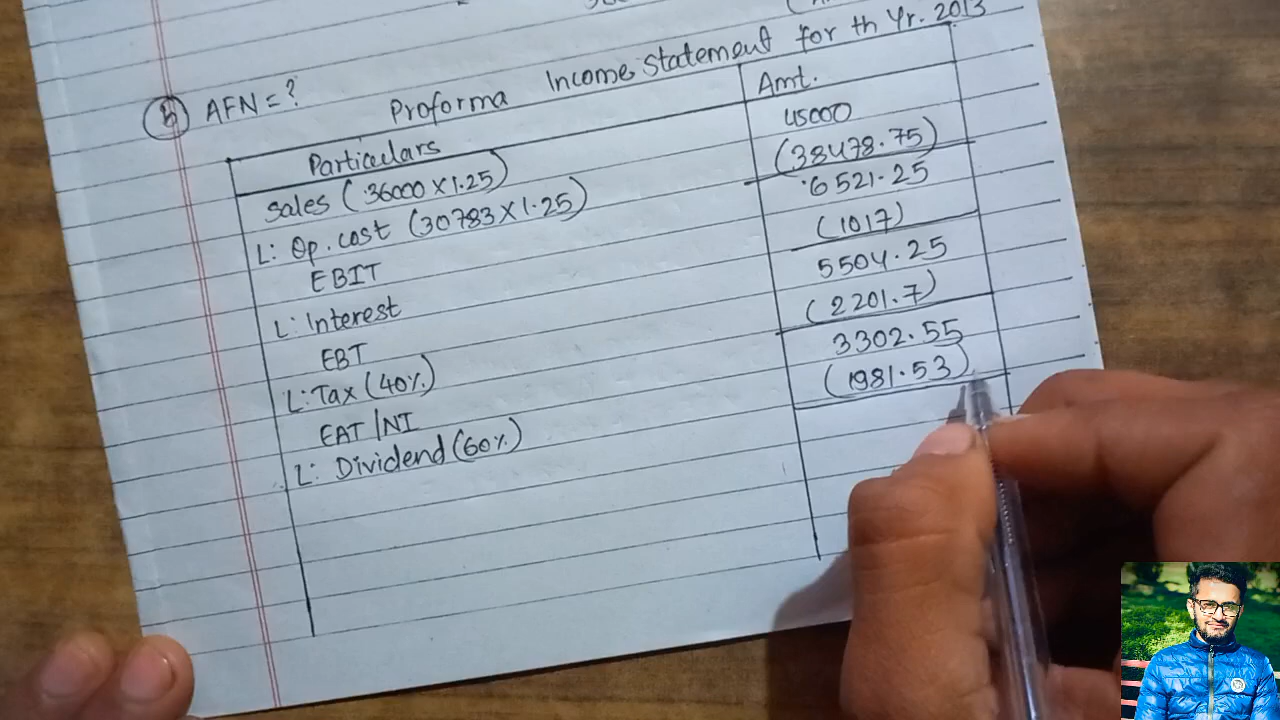 (b) AFN = ?
Proforma Income Statement for th Yr. 2013
Particulars Amt.
Sales (36000 × 1.25) 45000
L: Op. cost (30783 × 1.25) (38478.75)
EBIT 6521.25
L: Interest (1017)
EBT 5504.25
L: Tax (40%) (2201.7)
EAT/NI 3302.55
L: Dividend (60%) (1981.53)